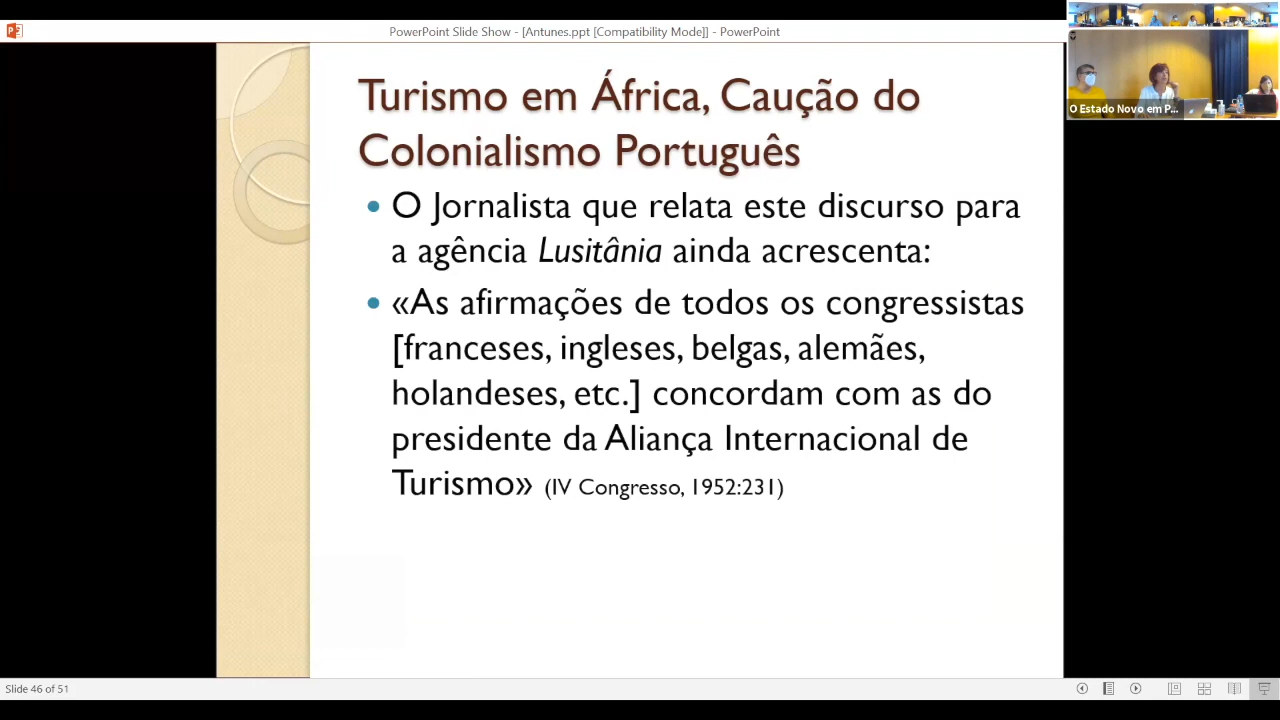 PowerPoint Slide Show - [Antunes.ppt [Compatibility Mode]] - PowerPoint
O Estado Novo em P...
Turismo em África, Caução do
Colonialismo Português
O Jornalista que relata este discurso para
a agência Lusitânia ainda acrescenta:
«As afirmações de todos os congressistas
[franceses, ingleses, belgas, alemães,
holandeses, etc.] concordam com as do
presidente da Aliança Internacional de
Turismo» (IV Congresso, 1952:231)
Slide 46 of 51